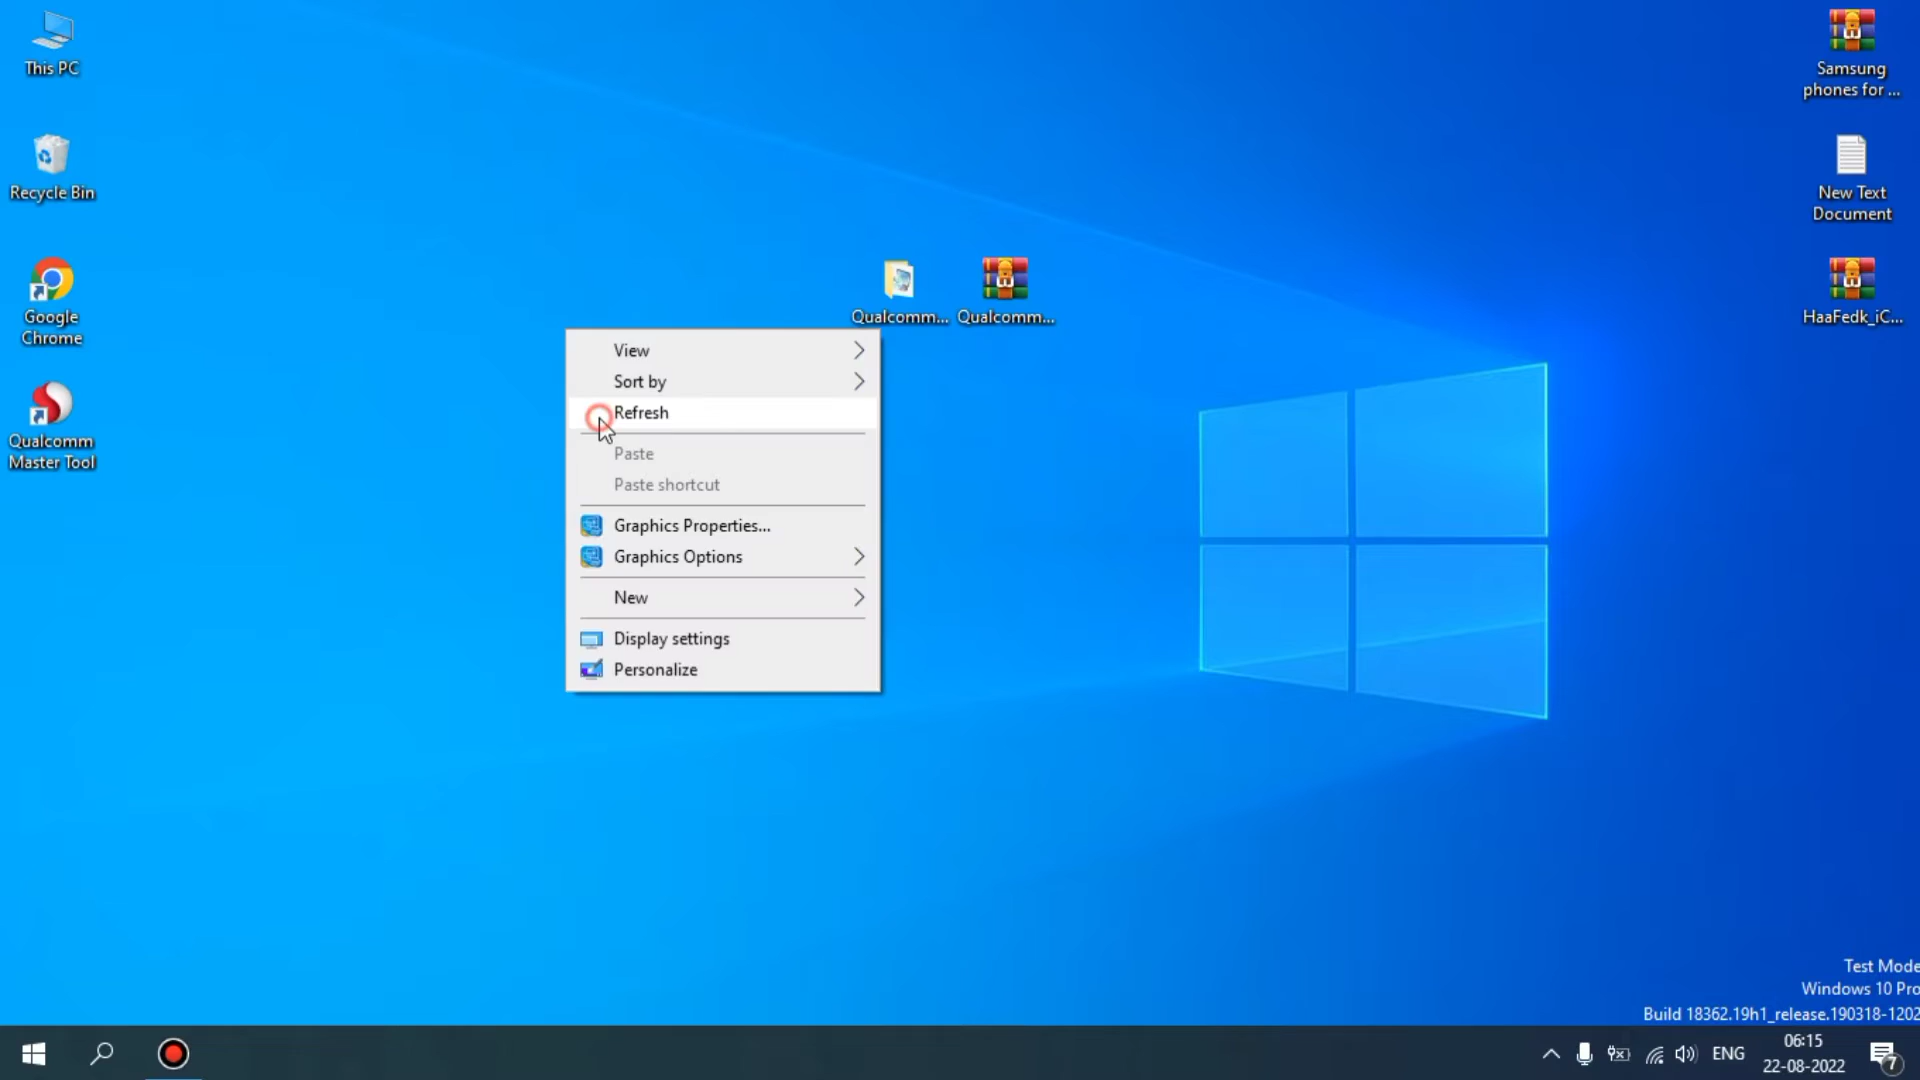 This PC
Recycle Bin
Google
Chrome
Qualcomm
Master Tool
Qualcomm...
Qualcomm...
Samsung
phones for ...
New Text
Document
HaaFedk_iC...
View
Sort by
Refresh
Paste
Paste shortcut
Graphics Properties...
Graphics Options
New
Display settings
Personalize
Test Mode
Windows 10 Pro
Build 18362.19h1_release.190318-1202
ENG
06:15
22-08-2022
7